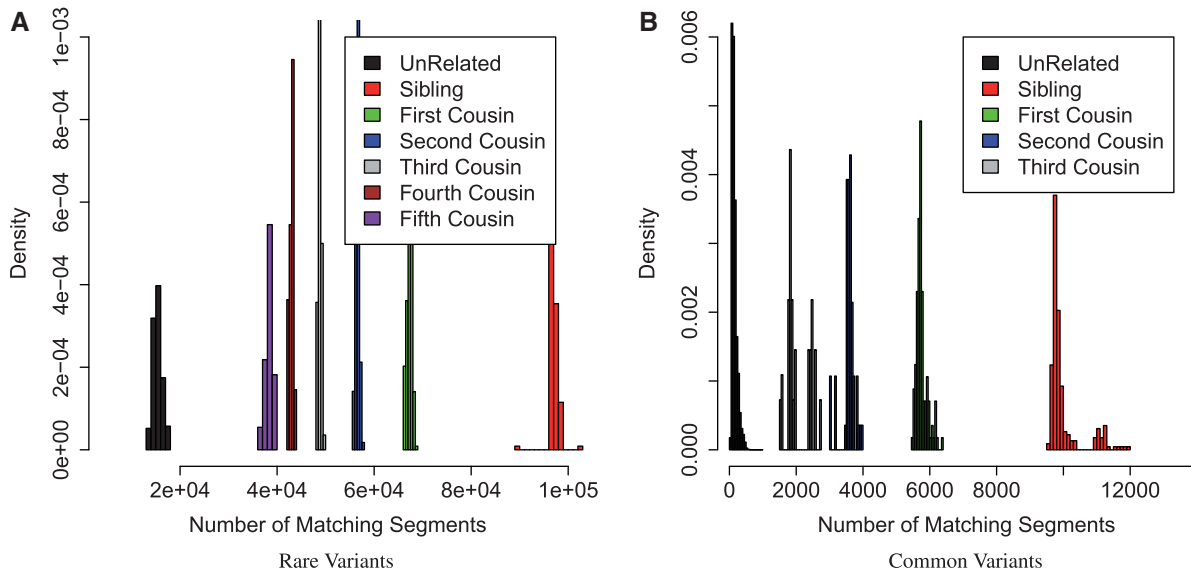 A
1e−03
8e−04
6e−04
4e−04
2e−04
0e+00
Density
UnRelated
Sibling
First Cousin
Second Cousin
Third Cousin
Fourth Cousin
Fifth Cousin
2e+04 4e+04 6e+04 8e+04 1e+05
Number of Matching Segments
Rare Variants
B
0.006
0.004
0.002
0.000
Density
UnRelated
Sibling
First Cousin
Second Cousin
Third Cousin
0 2000 4000 6000 8000 12000
Number of Matching Segments
Common Variants